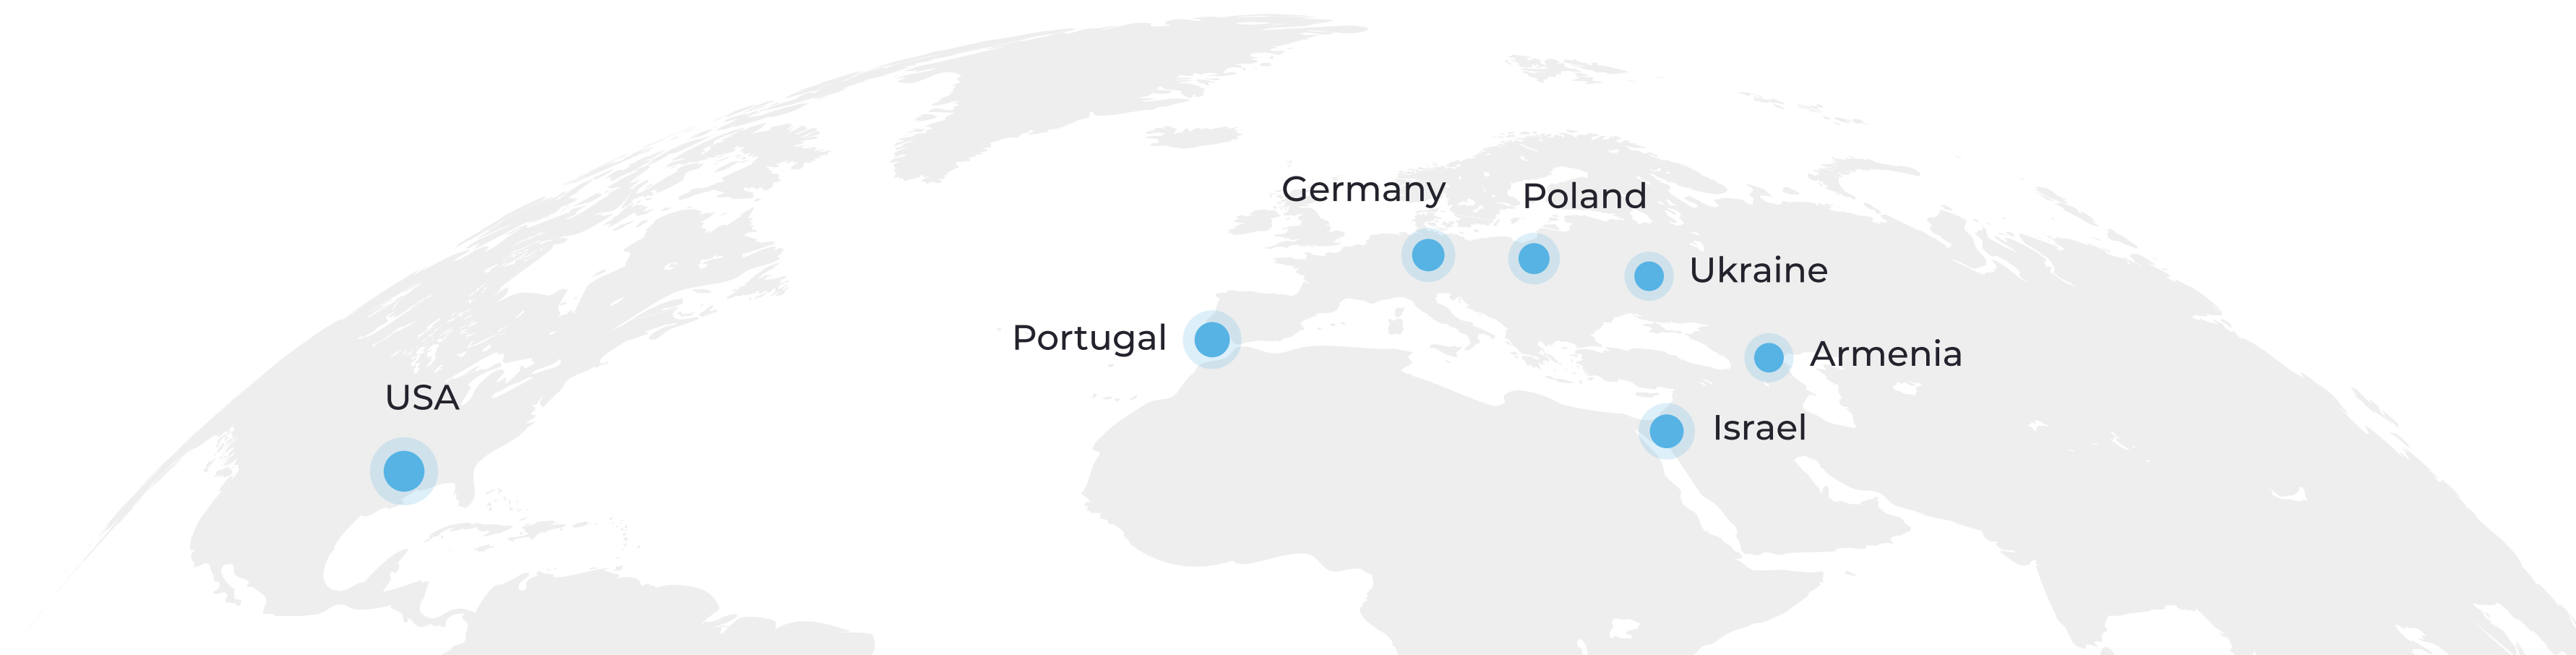 Germany
Poland
Ukraine
Portugal
Armenia
USA
Israel